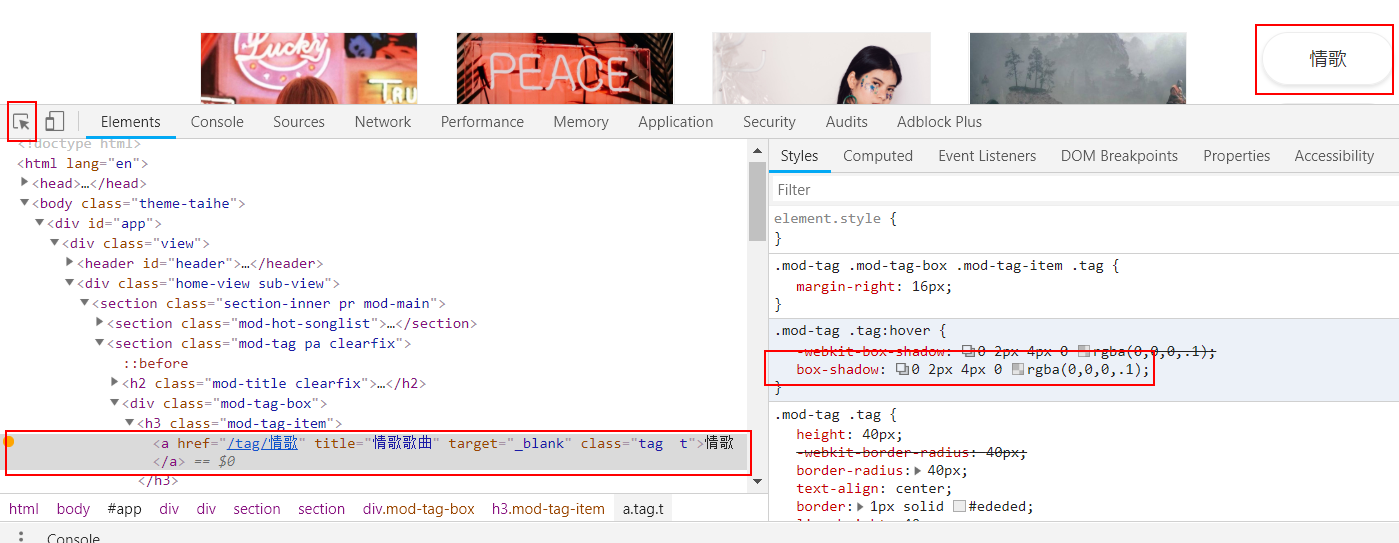 Lucky
TRU
PEACE
情歌
Elements Console Sources Network Performance Memory Application Security Audits Adblock Plus
<!doctype html>
<html lang="en">
<head>…</head>
<body class="theme-taihe">
<div id="app">
<div class="view">
<header id="header">…</header>
<div class="home-view sub-view">
<section class="section-inner pr mod-main">
<section class="mod-hot-songlist">…</section>
<section class="mod-tag pa clearfix">
::before
<h2 class="mod-title clearfix">…</h2>
<div class="mod-tag-box">
<h3 class="mod-tag-item">
<a href="/tag/情歌" title="情歌歌曲" target="_blank" class="tag  t">情歌
</a> == $0
</h3>
html body #app div div section section div.mod-tag-box h3.mod-tag-item a.tag.t
Styles Computed Event Listeners DOM Breakpoints Properties Accessibility
Filter
element.style {
}
.mod-tag .mod-tag-box .mod-tag-item .tag {
margin-right: 16px;
}
.mod-tag .tag:hover {
-webkit-box-shadow: 0 2px 4px 0 rgba(0,0,0,.1);
box-shadow: 0 2px 4px 0 rgba(0,0,0,.1);
}
.mod-tag .tag {
height: 40px;
-webkit-border-radius: 40px;
border-radius: 40px;
text-align: center;
border: 1px solid #ededed;
Console